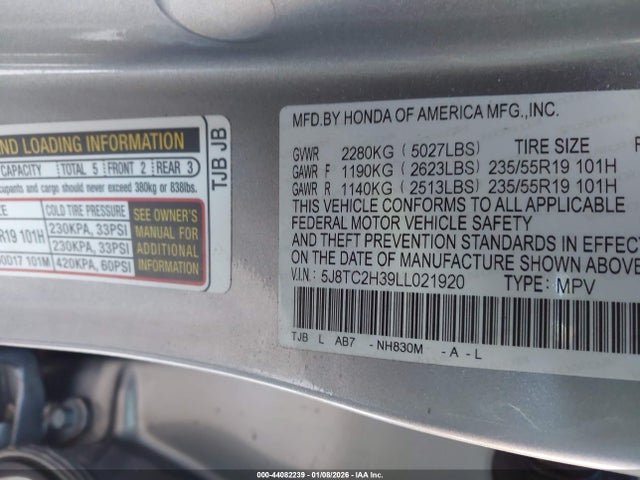 ND LOADING INFORMATION
CAPACITY TOTAL 5 FRONT 2 REAR 3
cupants and cargo should never exceed 380kg or 838lbs.
ZE COLD TIRE PRESSURE SEE OWNER'S MANUAL FOR ADDITIONAL INFORMATION
R19 101H 230KPA, 33PSI
230KPA, 33PSI
0D17 101M 420KPA, 60PSI
TJB JB
MFD.BY HONDA OF AMERICA MFG.,INC.
GVWR 2280KG (5027LBS) TIRE SIZE
GAWR F 1190KG (2623LBS) 235/55R19 101H
GAWR R 1140KG (2513LBS) 235/55R19 101H
THIS VEHICLE CONFORMS TO ALL APPLICABLE
FEDERAL MOTOR VEHICLE SAFETY
AND THEFT PREVENTION STANDARDS IN EFFEC
ON THE DATE OF MANUFACTURE SHOWN ABOVE
V.I.N: 5J8TC2H39LL021920 TYPE: MPV
TJB L AB7 -NH830M -A-L
000-44082239 - 01/08/2026 - IAA Inc.